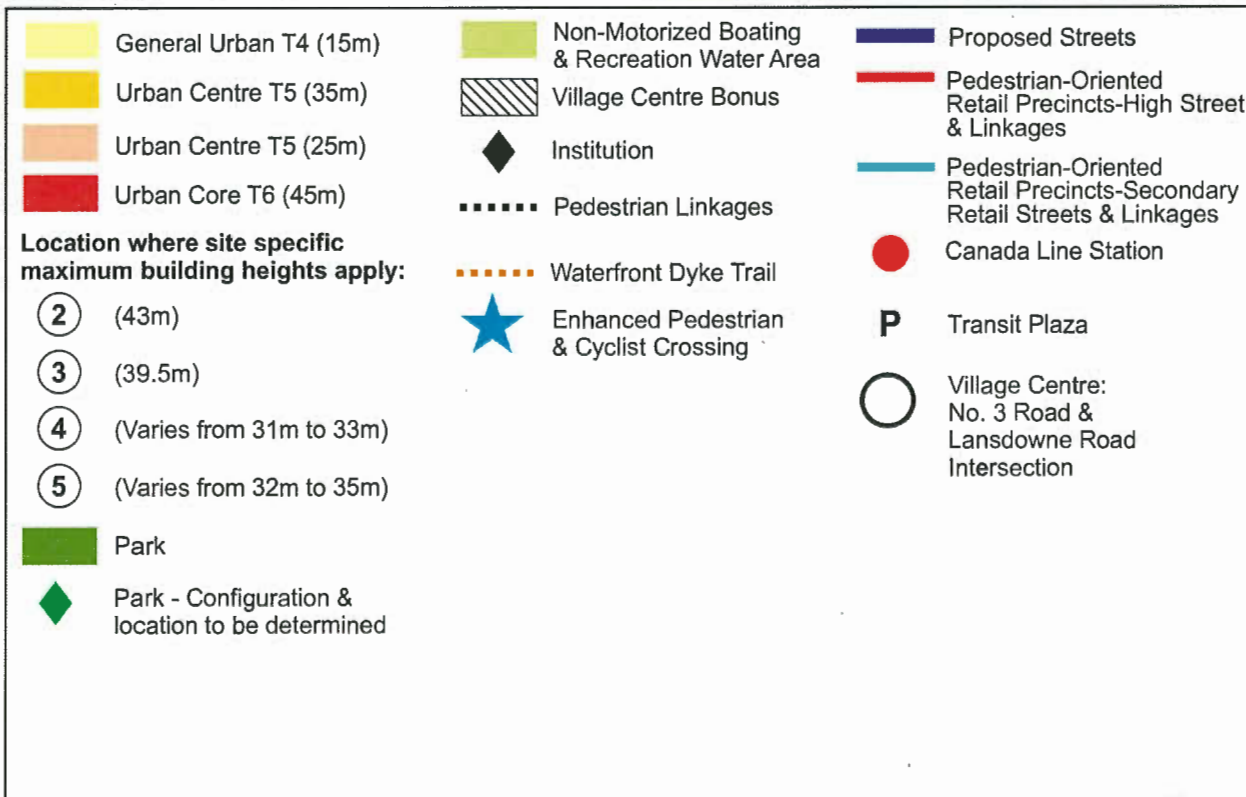 General Urban T4 (15m)
Urban Centre T5 (35m)
Urban Centre T5 (25m)
Urban Core T6 (45m)
Location where site specific
maximum building heights apply:
2 (43m)
3 (39.5m)
4 (Varies from 31m to 33m)
5 (Varies from 32m to 35m)
Park
Park - Configuration &
location to be determined
Non-Motorized Boating
& Recreation Water Area
Village Centre Bonus
Institution
Pedestrian Linkages
Waterfront Dyke Trail
Enhanced Pedestrian
& Cyclist Crossing
Proposed Streets
Pedestrian-Oriented
Retail Precincts-High Street
& Linkages
Pedestrian-Oriented
Retail Precincts-Secondary
Retail Streets & Linkages
Canada Line Station
P Transit Plaza
Village Centre:
No. 3 Road &
Lansdowne Road
Intersection